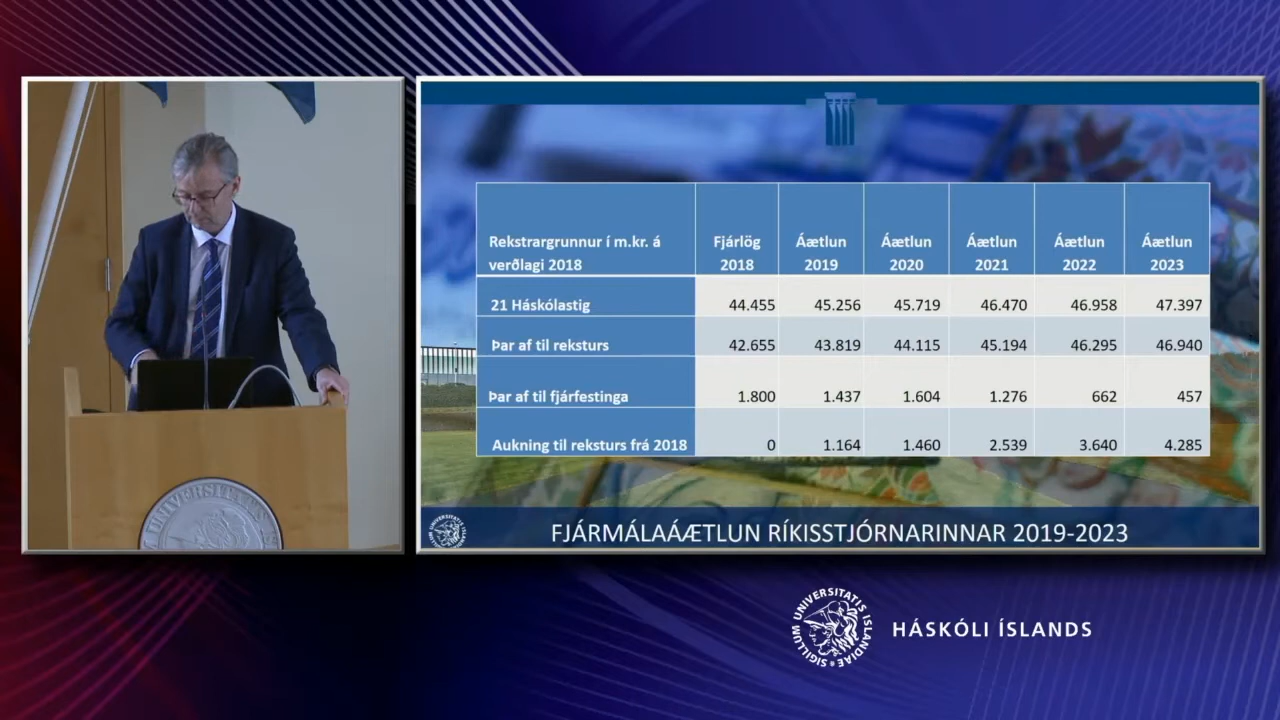 Rekstrargrunnur í m.kr. á verðlagi 2018 Fjárlög 2018 Áætlun 2019 Áætlun 2020 Áætlun 2021 Áætlun 2022 Áætlun 2023
21 Háskólastig 44.455 45.256 45.719 46.470 46.958 47.397
Þar af til reksturs 42.655 43.819 44.115 45.194 46.295 46.940
Þar af til fjárfestinga 1.800 1.437 1.604 1.276 662 457
Aukning til reksturs frá 2018 0 1.164 1.460 2.539 3.640 4.285
FJÁRMÁLAÁÆTLUN RÍKISSTJÓRNARINNAR 2019-2023
SIGILLUM UNIVERSITATIS ISLANDIAE
HÁSKÓLI ÍSLANDS